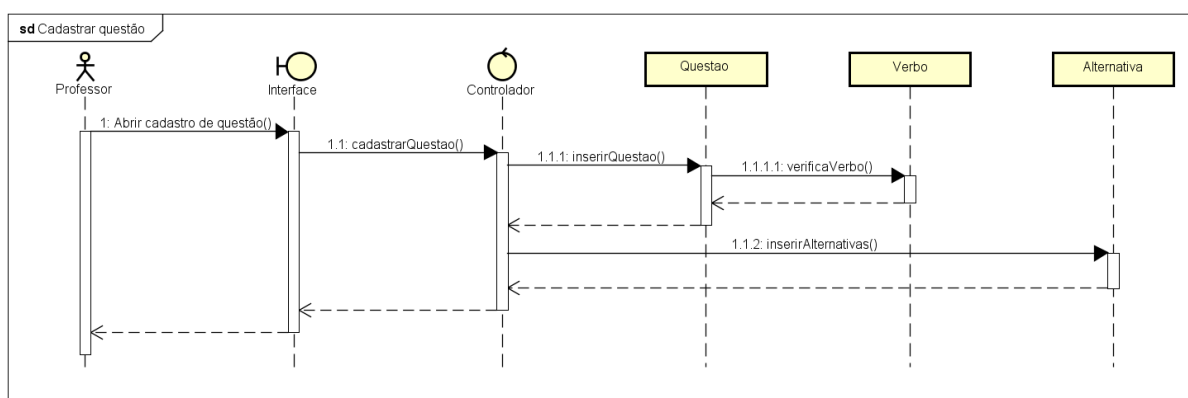 sd Cadastrar questão
Professor
Interface
Controlador
Questao
Verbo
Alternativa
1: Abrir cadastro de questão()
1.1: cadastrarQuestao()
1.1.1: inserirQuestao()
1.1.1.1: verificaVerbo()
1.1.2: inserirAlternativas()